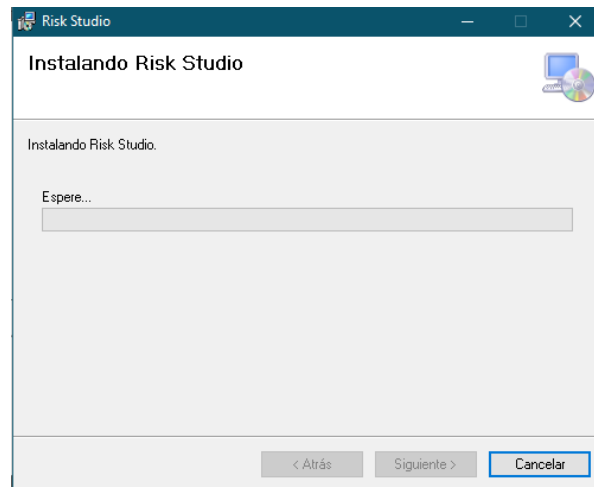 Risk Studio
Instalando Risk Studio
Instalando Risk Studio.
Espere...
< Atrás
Siguiente >
Cancelar